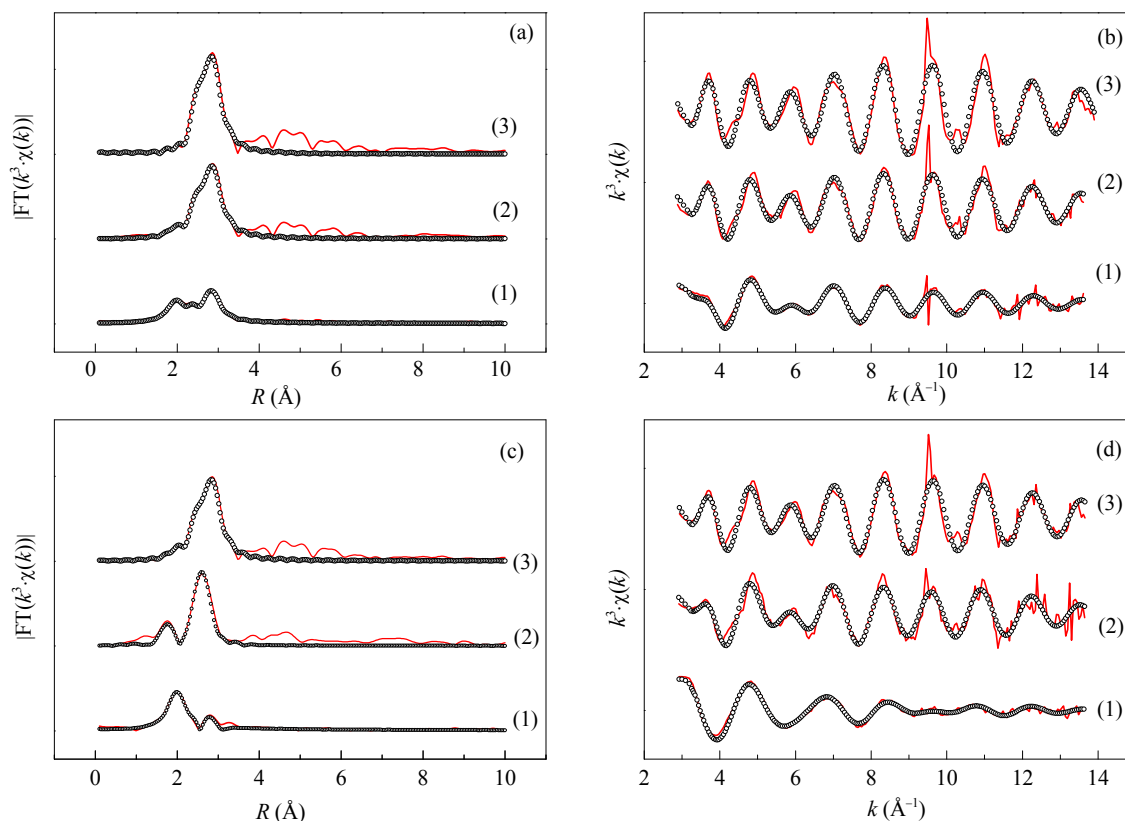 (a)
(3)
(2)
(1)
|FT(k³·χ(k))|
0 2 4 6 8 10
R (Å)
(b)
(3)
(2)
(1)
k³·χ(k)
2 4 6 8 10 12 14
k (Å⁻¹)
(c)
(3)
(2)
(1)
|FT(k³·χ(k))|
0 2 4 6 8 10
R (Å)
(d)
(3)
(2)
(1)
k³·χ(k)
2 4 6 8 10 12 14
k (Å⁻¹)